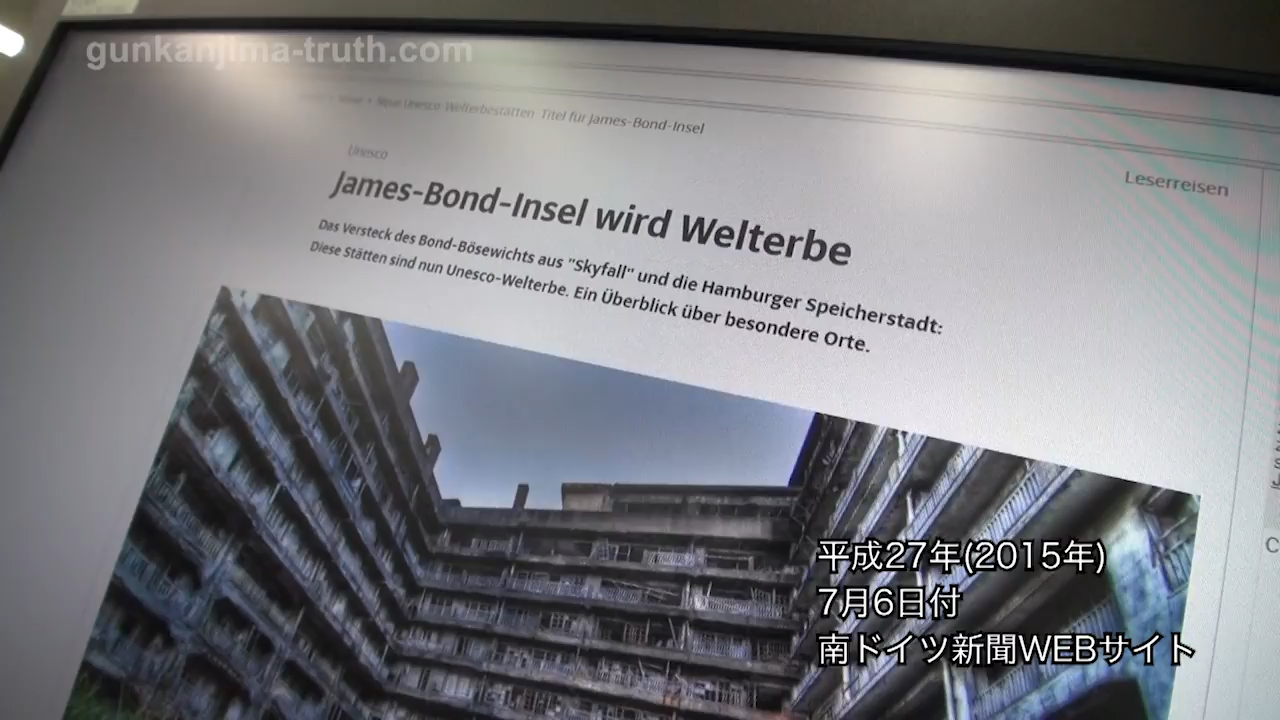 gunkanjima-truth.com
Neue Unesco-Welterbestätten Titel für James-Bond-Insel
Unesco
Leserreisen
James-Bond-Insel wird Welterbe
Das Versteck des Bond-Bösewichts aus "Skyfall" und die Hamburger Speicherstadt:
Diese Stätten sind nun Unesco-Welterbe. Ein Überblick über besondere Orte.
平成27年(2015年)
7月6日付
南ドイツ新聞WEBサイト